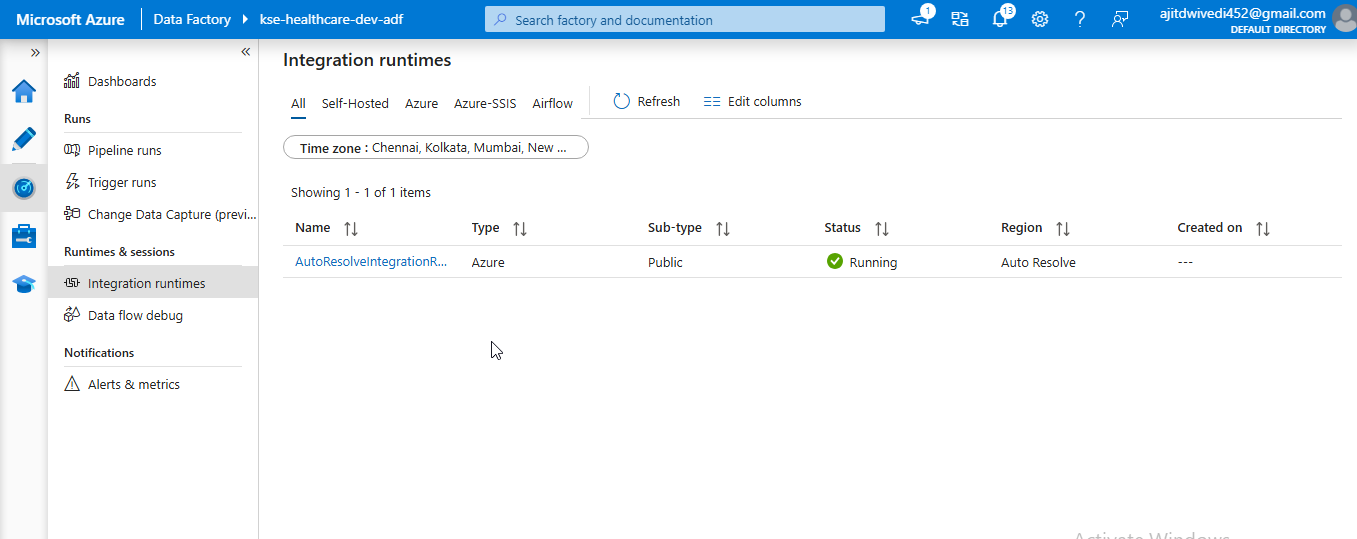 Microsoft Azure Data Factory kse-healthcare-dev-adf Search factory and documentation 1 13 ajitdwivedi452@gmail.com
DEFAULT DIRECTORY
» «
Dashboards
Runs
Pipeline runs
Trigger runs
Change Data Capture (previ...
Runtimes & sessions
Integration runtimes
Data flow debug
Notifications
Alerts & metrics
Integration runtimes
All Self-Hosted Azure Azure-SSIS Airflow Refresh Edit columns
Time zone : Chennai, Kolkata, Mumbai, New ...
Showing 1 - 1 of 1 items
Name Type Sub-type Status Region Created on
AutoResolveIntegrationR... Azure Public Running Auto Resolve ---
Activate Windows